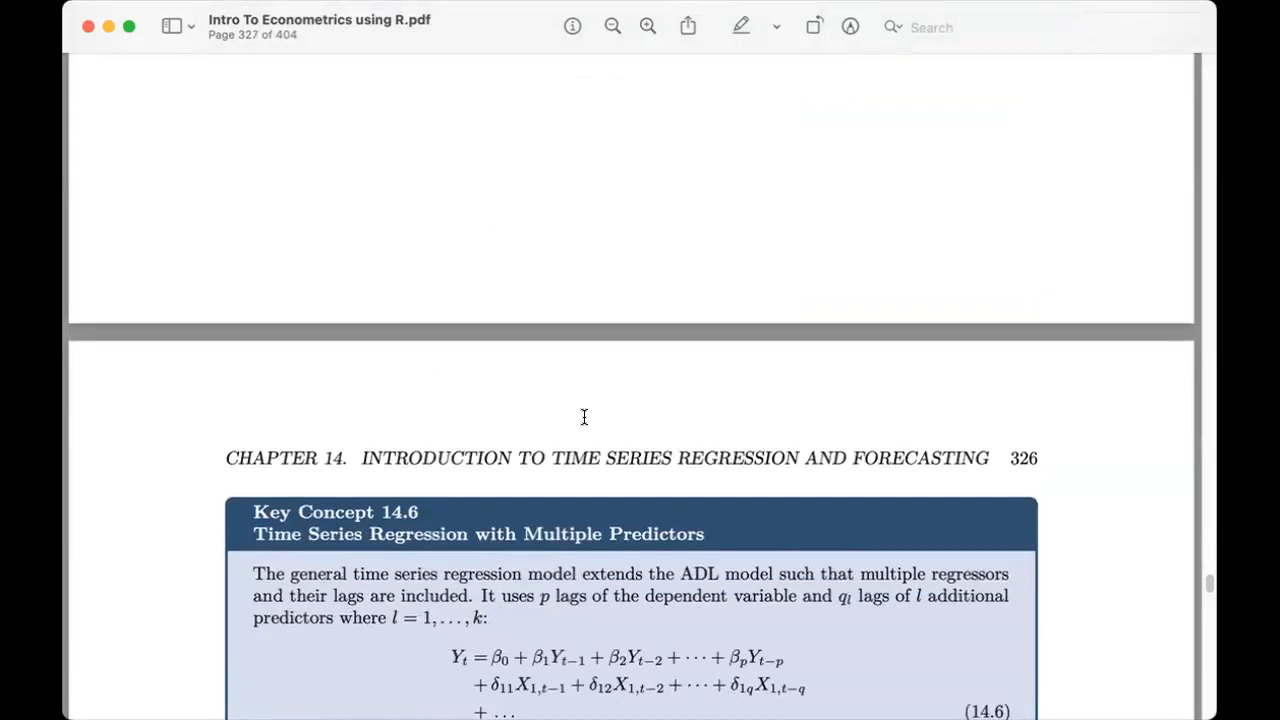 Intro To Econometrics using R.pdf
Page 327 of 404
Search
CHAPTER 14. INTRODUCTION TO TIME SERIES REGRESSION AND FORECASTING 326
Key Concept 14.6
Time Series Regression with Multiple Predictors
The general time series regression model extends the ADL model such that multiple regressors
and their lags are included. It uses p lags of the dependent variable and q_l lags of l additional
predictors where l = 1, . . . , k:
Y_t = β_0 + β_1Y_{t−1} + β_2Y_{t−2} + · · · + β_pY_{t−p}
+ δ_{11}X_{1,t−1} + δ_{12}X_{1,t−2} + · · · + δ_{1q}X_{1,t−q}
+ . . . (14.6)